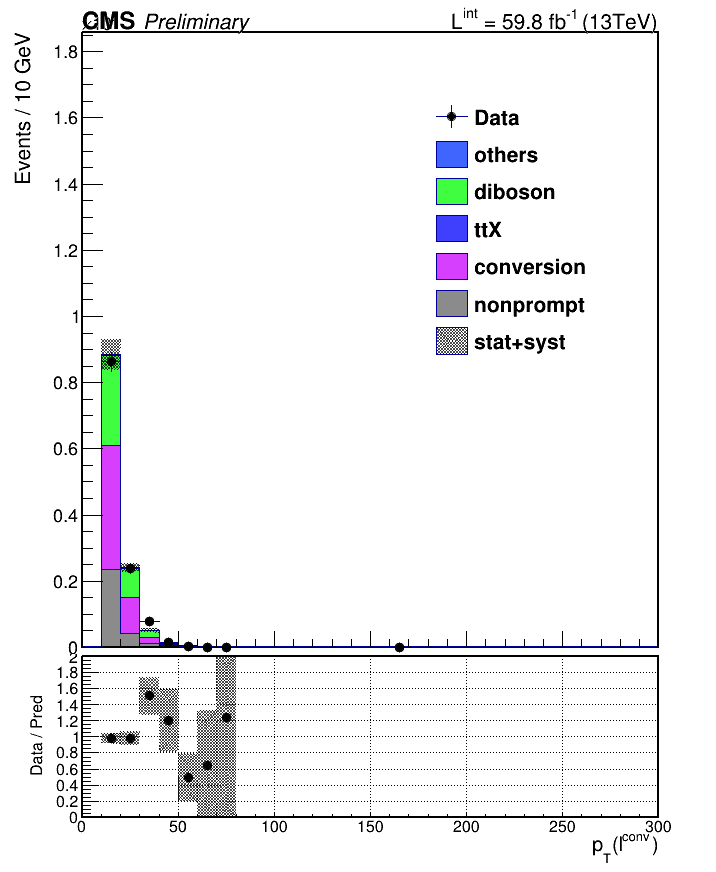 CMS Preliminary
L^int = 59.8 fb^-1 (13TeV)
Events / 10 GeV
1.8
1.6
1.4
1.2
1
0.8
0.6
0.4
0.2
0
Data
others
diboson
ttX
conversion
nonprompt
stat+syst
Data / Pred
2
1.8
1.6
1.4
1.2
1
0.8
0.6
0.4
0.2
0
0 50 100 150 200 250 300
p_T(l^conv)